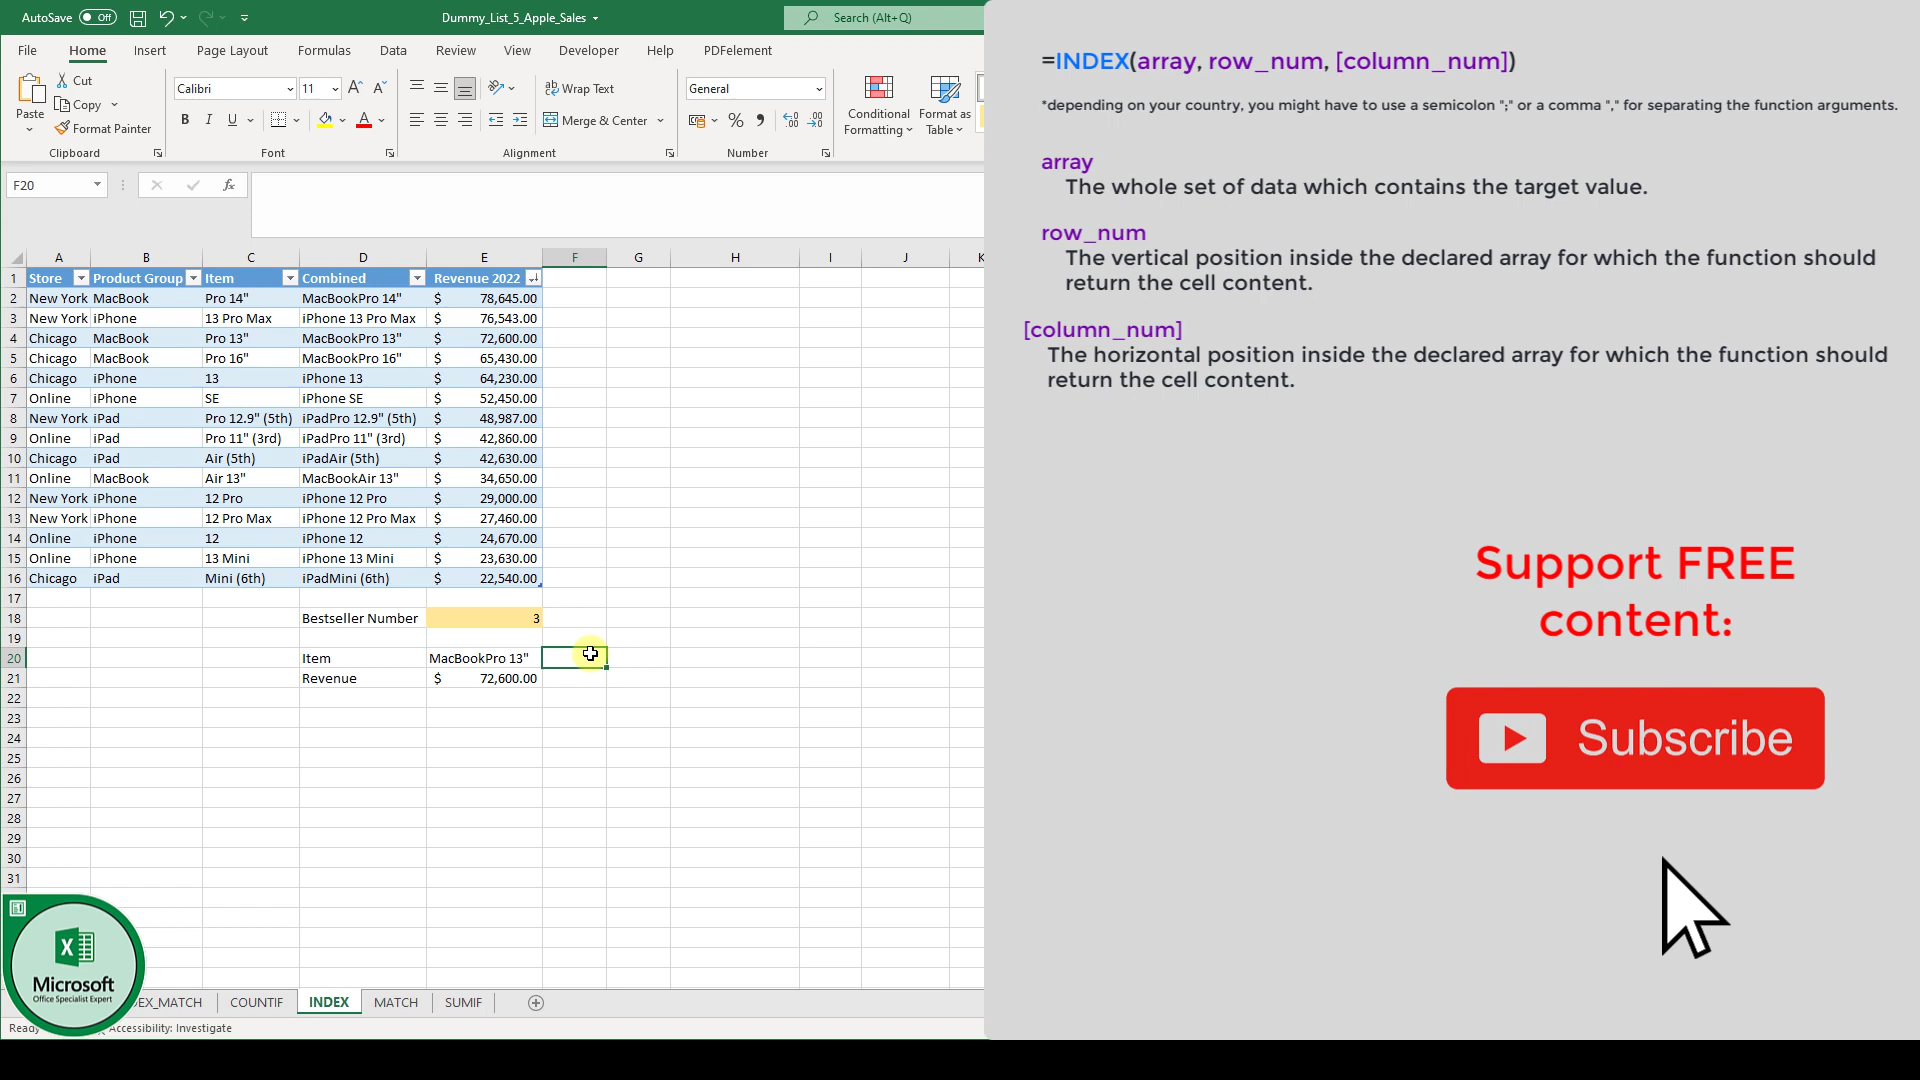 AutoSave Off Dummy_List_5_Apple_Sales Search (Alt+Q)
File Home Insert Page Layout Formulas Data Review View Developer Help PDFelement
Paste Cut Copy Format Painter Clipboard
Calibri 11 B I U A Font
ab Wrap Text Merge & Center Alignment
General % Number
Conditional Formatting Format as Table
F20 fx
A B C D E F G H I J K
1 Store Product Group Item Combined Revenue 2022
2 New York MacBook Pro 14" MacBookPro 14" $ 78,645.00
3 New York iPhone 13 Pro Max iPhone 13 Pro Max $ 76,543.00
4 Chicago MacBook Pro 13" MacBookPro 13" $ 72,600.00
5 Chicago MacBook Pro 16" MacBookPro 16" $ 65,430.00
6 Chicago iPhone 13 iPhone 13 $ 64,230.00
7 Online iPhone SE iPhone SE $ 52,450.00
8 New York iPad Pro 12.9" (5th) iPadPro 12.9" (5th) $ 48,987.00
9 Online iPad Pro 11" (3rd) iPadPro 11" (3rd) $ 42,860.00
10 Chicago iPad Air (5th) iPadAir (5th) $ 42,630.00
11 Online MacBook Air 13" MacBookAir 13" $ 34,650.00
12 New York iPhone 12 Pro iPhone 12 Pro $ 29,000.00
13 New York iPhone 12 Pro Max iPhone 12 Pro Max $ 27,460.00
14 Online iPhone 12 iPhone 12 $ 24,670.00
15 Online iPhone 13 Mini iPhone 13 Mini $ 23,630.00
16 Chicago iPad Mini (6th) iPadMini (6th) $ 22,540.00
17
18 Bestseller Number 3
19
20 Item MacBookPro 13"
21 Revenue $ 72,600.00
22
23
24
25
26
27
28
29
30
31
X
Microsoft
Office Specialist Expert
DEX_MATCH COUNTIF INDEX MATCH SUMIF
Ready Accessibility: Investigate
=INDEX(array, row_num, [column_num])
*depending on your country, you might have to use a semicolon ";" or a comma "," for separating the function arguments.
array
The whole set of data which contains the target value.
row_num
The vertical position inside the declared array for which the function should
return the cell content.
[column_num]
The horizontal position inside the declared array for which the function should
return the cell content.
Support FREE
content:
Subscribe